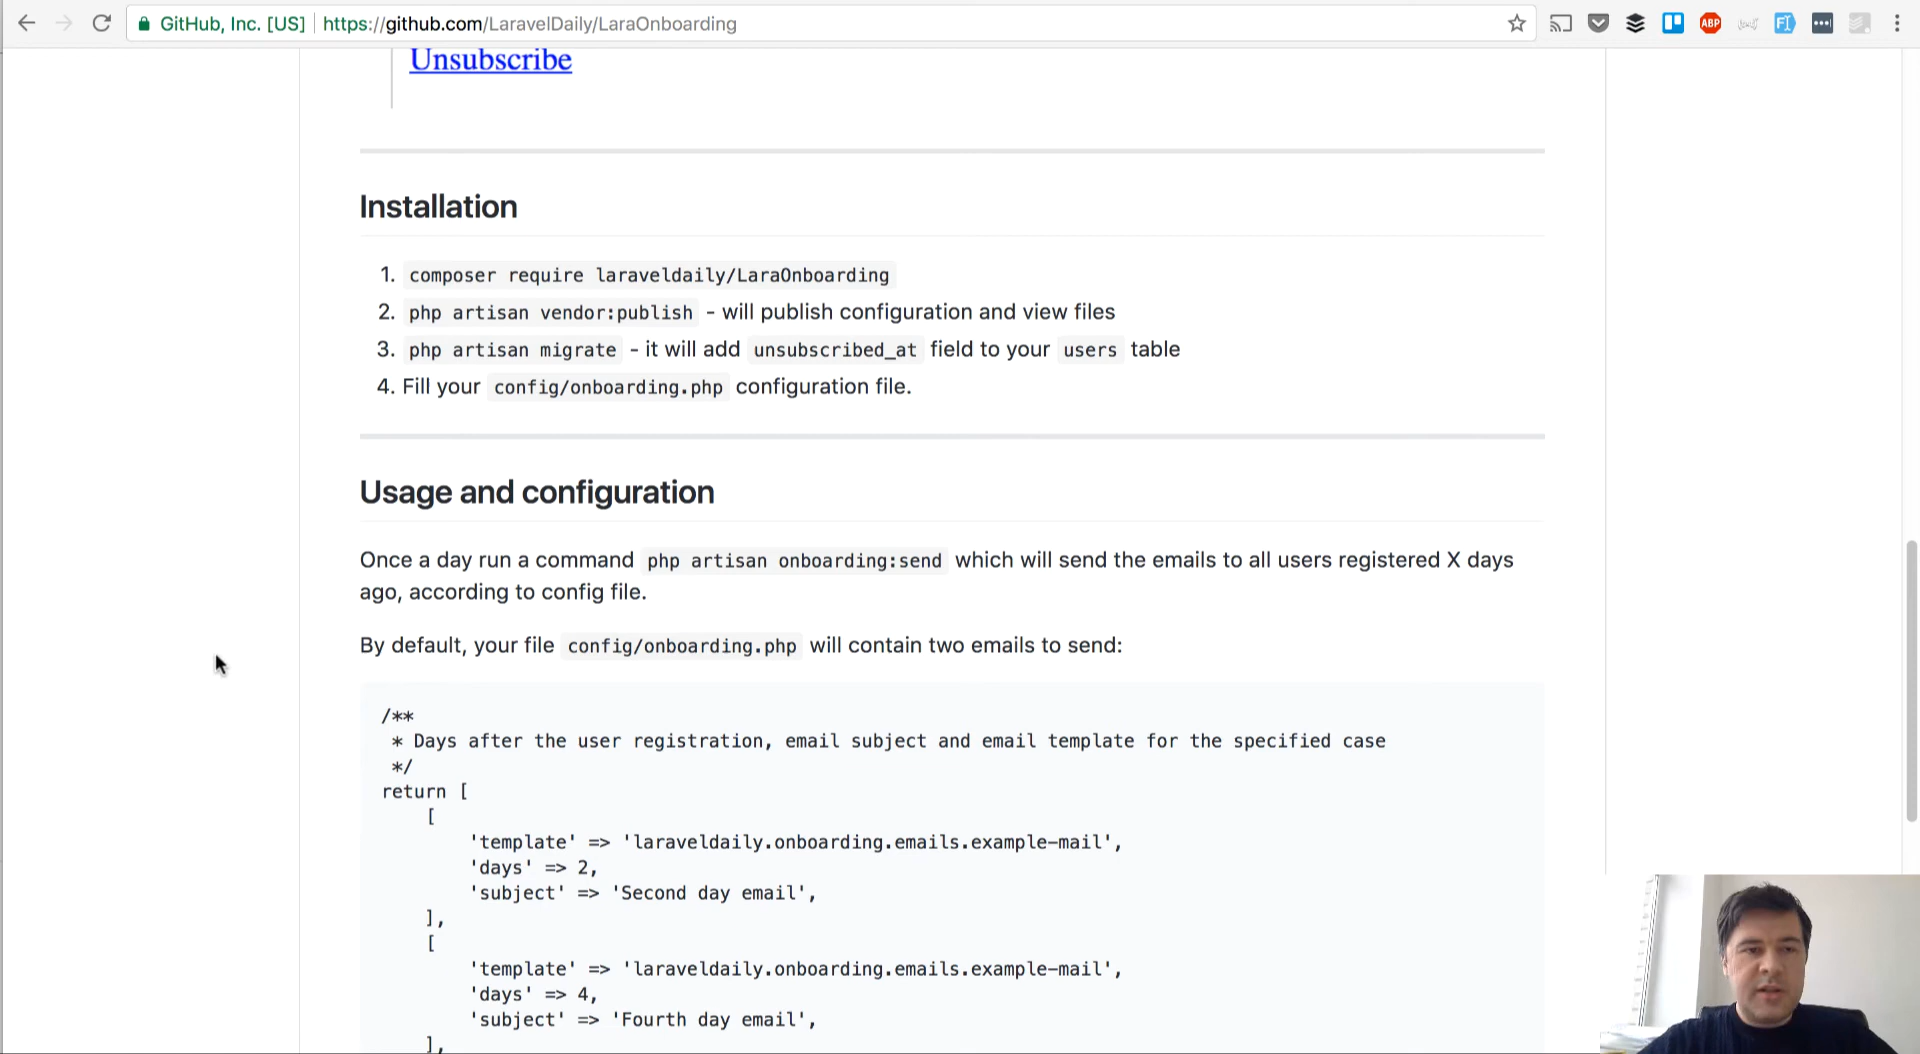 GitHub, Inc. [US] https://github.com/LaravelDaily/LaraOnboarding
ABP
Unsubscribe
Installation
1. composer require laraveldaily/LaraOnboarding
2. php artisan vendor:publish - will publish configuration and view files
3. php artisan migrate - it will add unsubscribed_at field to your users table
4. Fill your config/onboarding.php configuration file.
Usage and configuration
Once a day run a command php artisan onboarding:send which will send the emails to all users registered X days
ago, according to config file.
By default, your file config/onboarding.php will contain two emails to send:
/**
* Days after the user registration, email subject and email template for the specified case
*/
return [
[
'template' => 'laraveldaily.onboarding.emails.example-mail',
'days' => 2,
'subject' => 'Second day email',
],
[
'template' => 'laraveldaily.onboarding.emails.example-mail',
'days' => 4,
'subject' => 'Fourth day email',
],